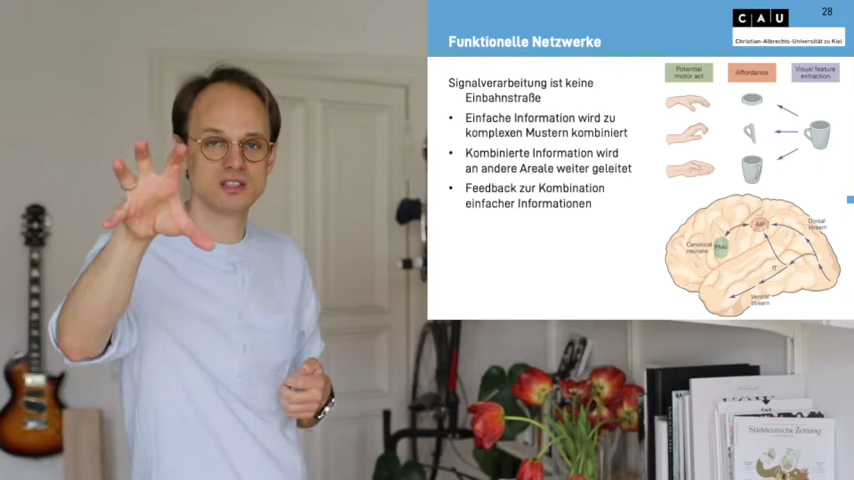 28
C A U
Christian-Albrechts-Universität zu Kiel
Funktionelle Netzwerke
Signalverarbeitung ist keine
Einbahnstraße
• Einfache Information wird zu
komplexen Mustern kombiniert
• Kombinierte Information wird
an andere Areale weiter geleitet
• Feedback zur Kombination
einfacher Informationen
Potential
motor act
Affordance
Visual feature
extraction
Dorsal
stream
AIP
Canonical
neurons
PMv
IT
Ventral
stream
THE
Süddeutsche Zeitung